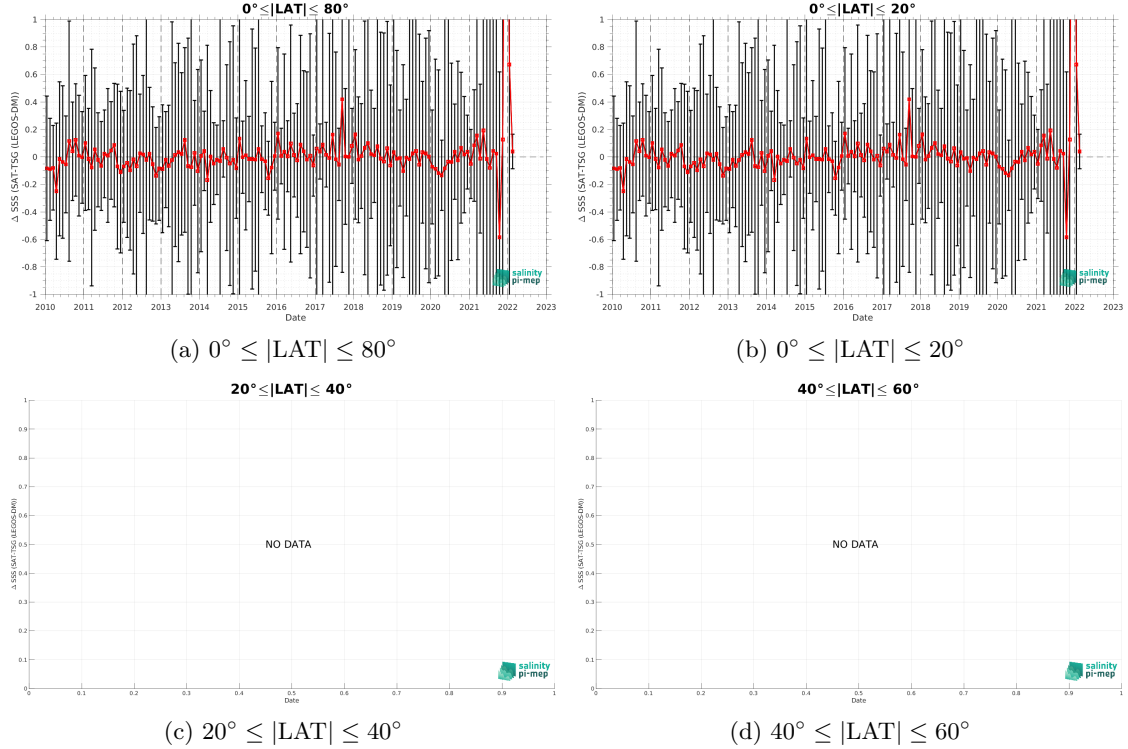 0°≤|LAT|≤ 80°
Δ SSS (SAT-TSG (LEGOS-DM))
1
0.8
0.6
0.4
0.2
0
-0.2
-0.4
-0.6
-0.8
-1
2010 2011 2012 2013 2014 2015 2016 2017 2018 2019 2020 2021 2022 2023
Date
salinity
pi-mep
(a) 0° ≤ |LAT| ≤ 80°
0°≤|LAT|≤ 20°
Δ SSS (SAT-TSG (LEGOS-DM))
1
0.8
0.6
0.4
0.2
0
-0.2
-0.4
-0.6
-0.8
-1
2010 2011 2012 2013 2014 2015 2016 2017 2018 2019 2020 2021 2022 2023
Date
salinity
pi-mep
(b) 0° ≤ |LAT| ≤ 20°
20°≤|LAT|≤ 40°
Δ SSS (SAT-TSG (LEGOS-DM))
1
0.9
0.8
0.7
0.6
0.5
0.4
0.3
0.2
0.1
0
NO DATA
0 0.1 0.2 0.3 0.4 0.5 0.6 0.7 0.8 0.9 1
Date
salinity
pi-mep
(c) 20° ≤ |LAT| ≤ 40°
40°≤|LAT|≤ 60°
Δ SSS (SAT-TSG (LEGOS-DM))
1
0.9
0.8
0.7
0.6
0.5
0.4
0.3
0.2
0.1
0
NO DATA
0 0.1 0.2 0.3 0.4 0.5 0.6 0.7 0.8 0.9 1
Date
salinity
pi-mep
(d) 40° ≤ |LAT| ≤ 60°